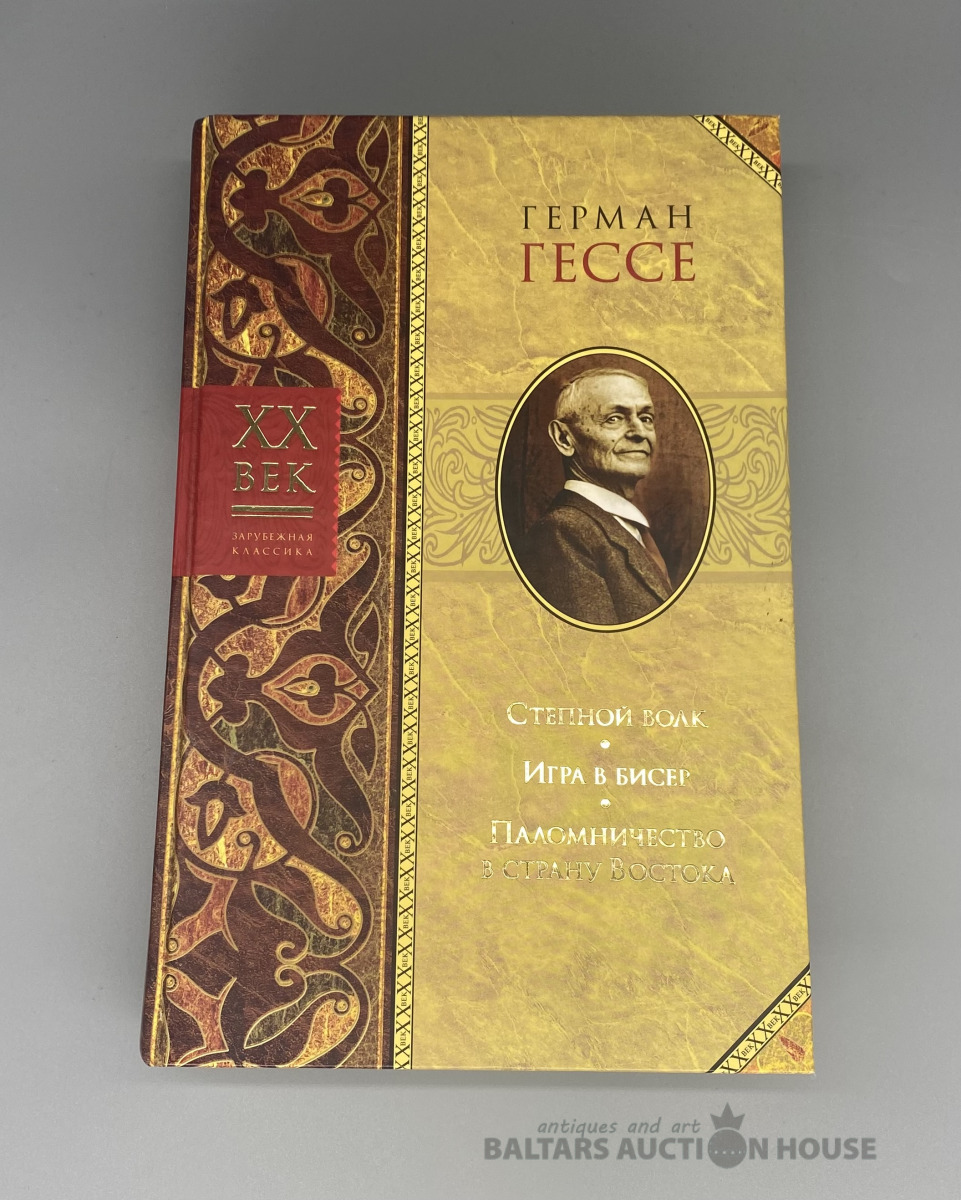 ГЕРМАН
ГЕССЕ
XX
ВЕК
ЗАРУБЕЖНАЯ
КЛАССИКА
СТЕПНОЙ ВОЛК
•
ИГРА В БИСЕР
•
ПАЛОМНИЧЕСТВО
В СТРАНУ ВОСТОКА
antiques and art
BALTARS AUCTION HOUSE